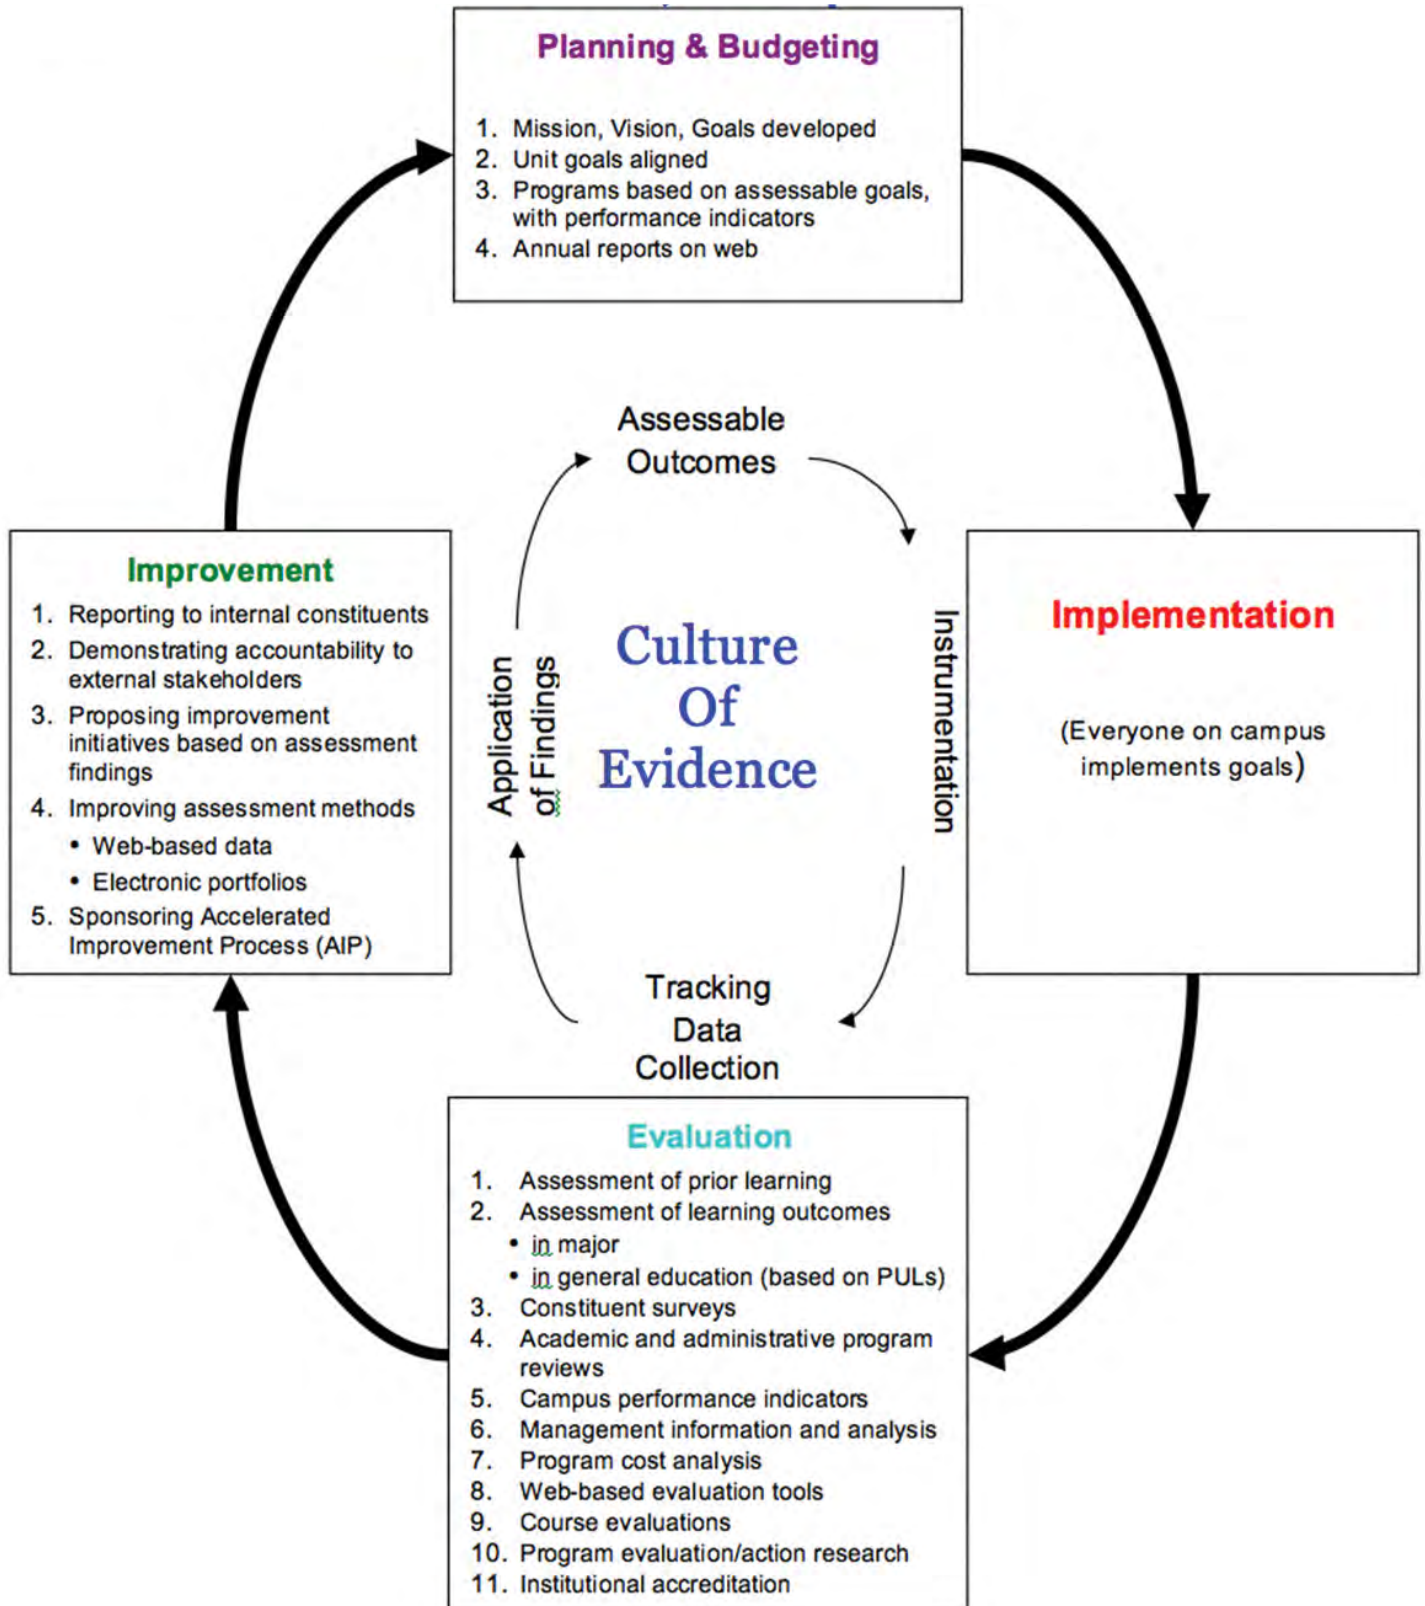 Planning & Budgeting
1. Mission, Vision, Goals developed
2. Unit goals aligned
3. Programs based on assessable goals,
with performance indicators
4. Annual reports on web
Assessable
Outcomes
Instrumentation
Tracking
Data
Collection
Application
of Findings
Culture
Of
Evidence
Implementation
(Everyone on campus
implements goals)
Evaluation
1. Assessment of prior learning
2. Assessment of learning outcomes
• in major
• in general education (based on PULs)
3. Constituent surveys
4. Academic and administrative program
reviews
5. Campus performance indicators
6. Management information and analysis
7. Program cost analysis
8. Web-based evaluation tools
9. Course evaluations
10. Program evaluation/action research
11. Institutional accreditation
Improvement
1. Reporting to internal constituents
2. Demonstrating accountability to
external stakeholders
3. Proposing improvement
initiatives based on assessment
findings
4. Improving assessment methods
• Web-based data
• Electronic portfolios
5. Sponsoring Accelerated
Improvement Process (AIP)